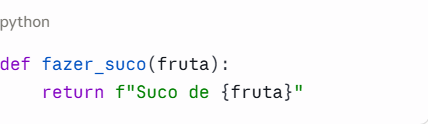 python
def fazer_suco(fruta):
    return f"Suco de {fruta}"